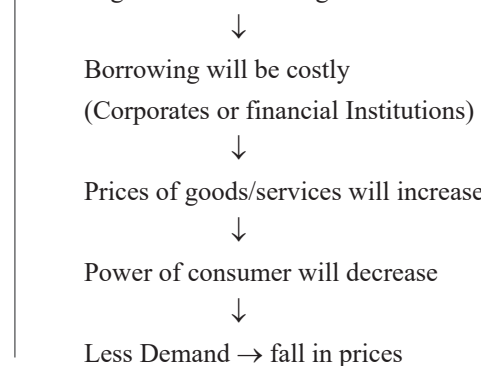 ↓
Borrowing will be costly
(Corporates or financial Institutions)
↓
Prices of goods/services will increase
↓
Power of consumer will decrease
↓
Less Demand → fall in prices